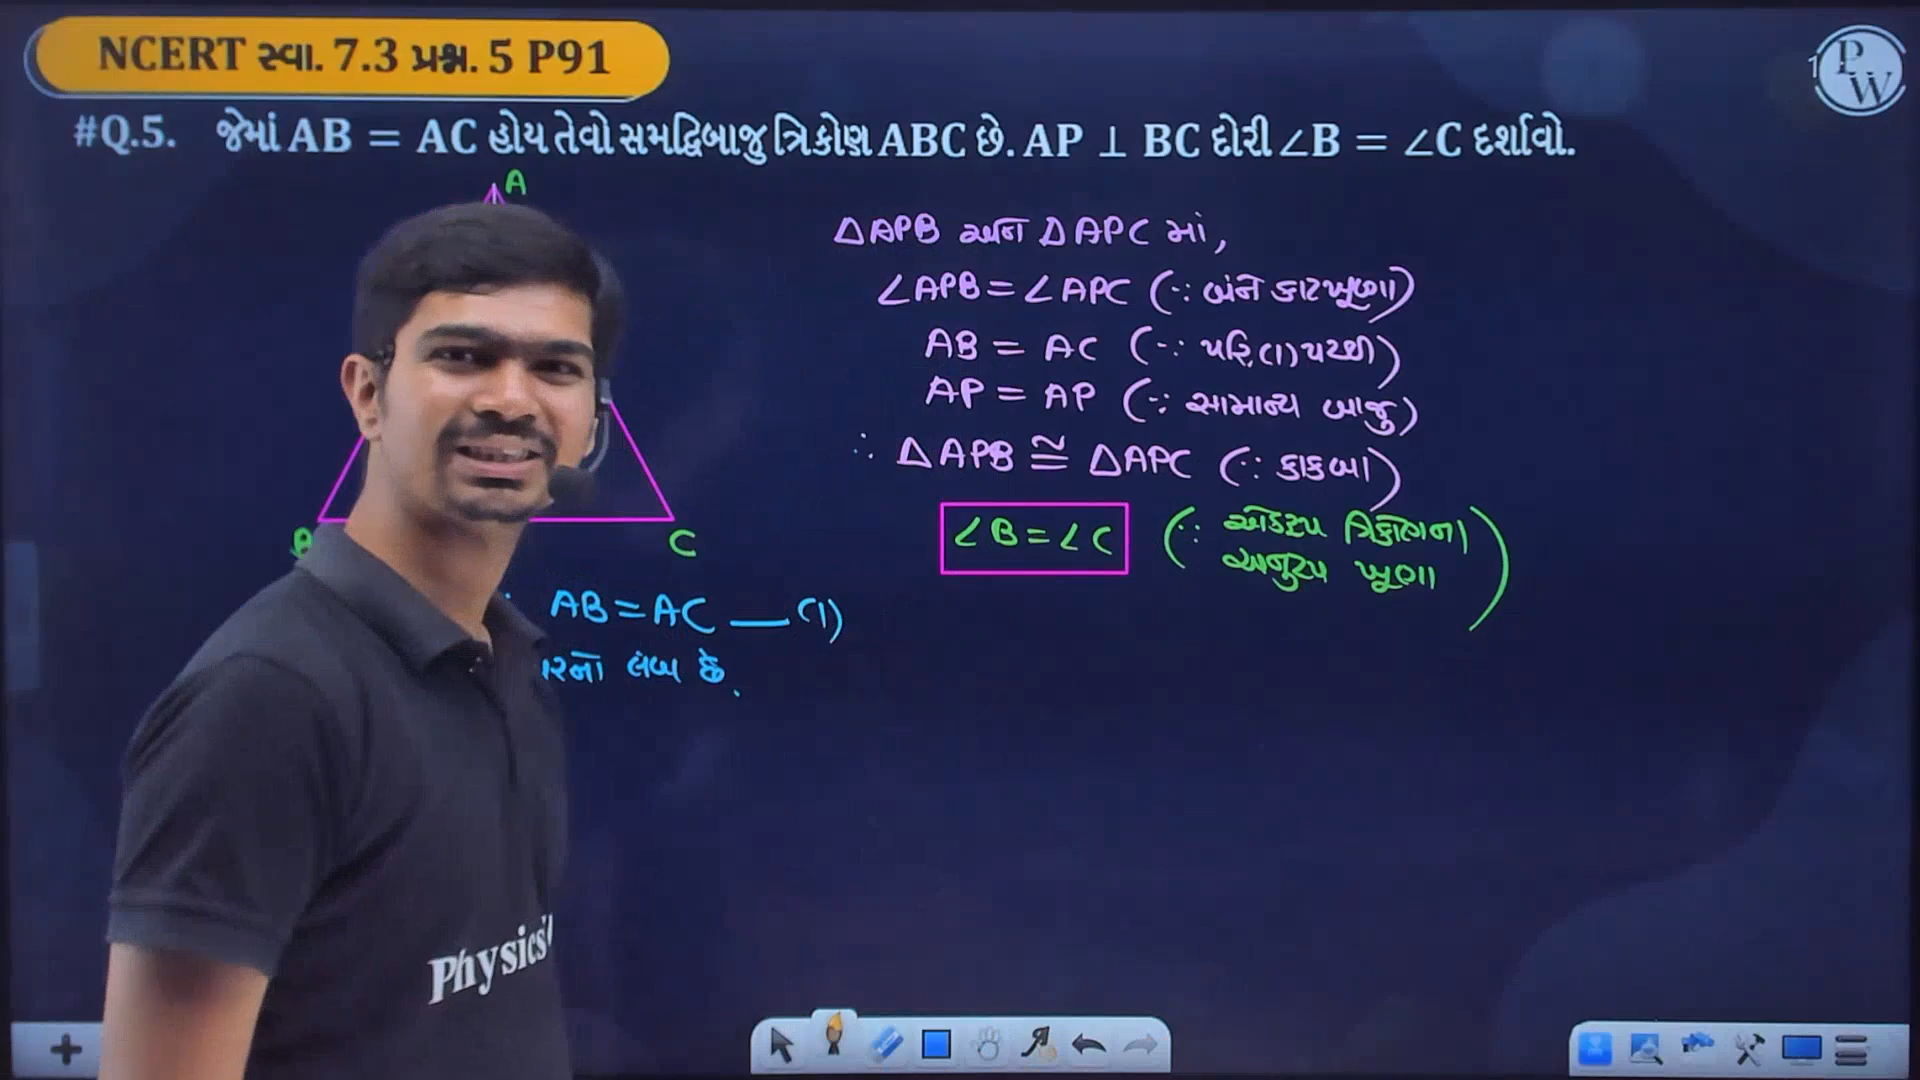 NCERT સ્વા. 7.3 પ્રશ્ન. 5 P91
PW
#Q.5. જેમાં AB = AC હોય તેવો સમદ્વિબાજુ ત્રિકોણ ABC છે. AP ⊥ BC દોરી ∠B = ∠C દર્શાવો.
A
B
C
AB = AC — (1)
લંબ છે.
△APB અને △APC માં,
∠APB = ∠APC (∵ બંને કાટખૂણા)
AB = AC (∵ પરિ.(1) પરથી)
AP = AP (∵ સામાન્ય બાજુ)
∴ △APB ≅ △APC (∵ કાકબા)
∠B = ∠C (∵ એકરૂપ ત્રિકોણના
અનુરૂપ ખૂણા)
Physics